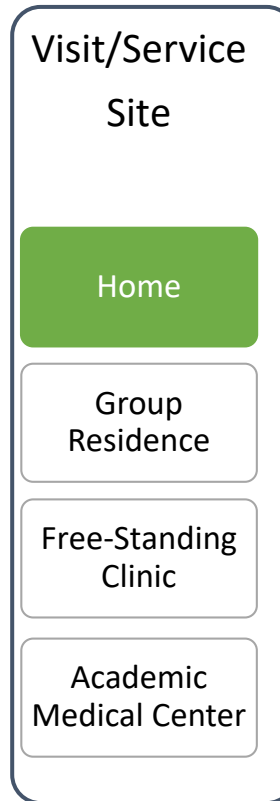 Visit/Service
Site
Home
Group
Residence
Free-Standing
Clinic
Academic
Medical Center